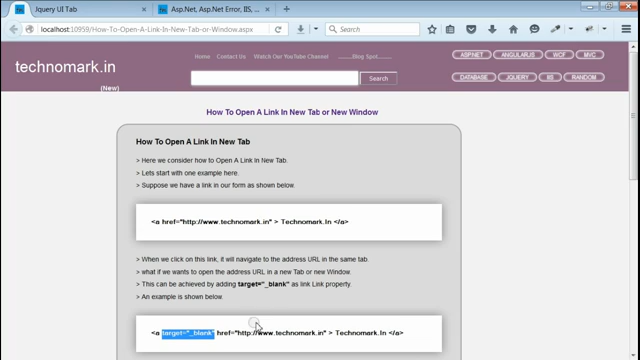 Jquery UI Tab
Asp.Net, Asp.Net Error, IIS,
localhost:10959/How-To-Open-A-Link-In-New-Tab-or-Window.aspx
Search
technomark.in
(New)
Home Contact Us Watch Our YouTube Channel ........Blog Spot........
Search
ASP.NET ANGULARJS WCF MVC
DATABASE JQUERY IIS RANDOM
How To Open A Link In New Tab or New Window
How To Open A Link In New Tab
> Here we consider how to Open A Link In New Tab.
> Lets start with one example here.
> Suppose we have a link in our form as shown below.
<a href="http://www.technomark.in" > Technomark.In </a>
> When we click on this link, it will navigate to the address URL in the same tab.
> what if we wants to open the address URL in a new Tab or new Window.
> This can be achieved by adding target="_blank" as link Link property.
> An example is shown below.
<a target="_blank" href="http://www.technomark.in" > Technomark.In </a>